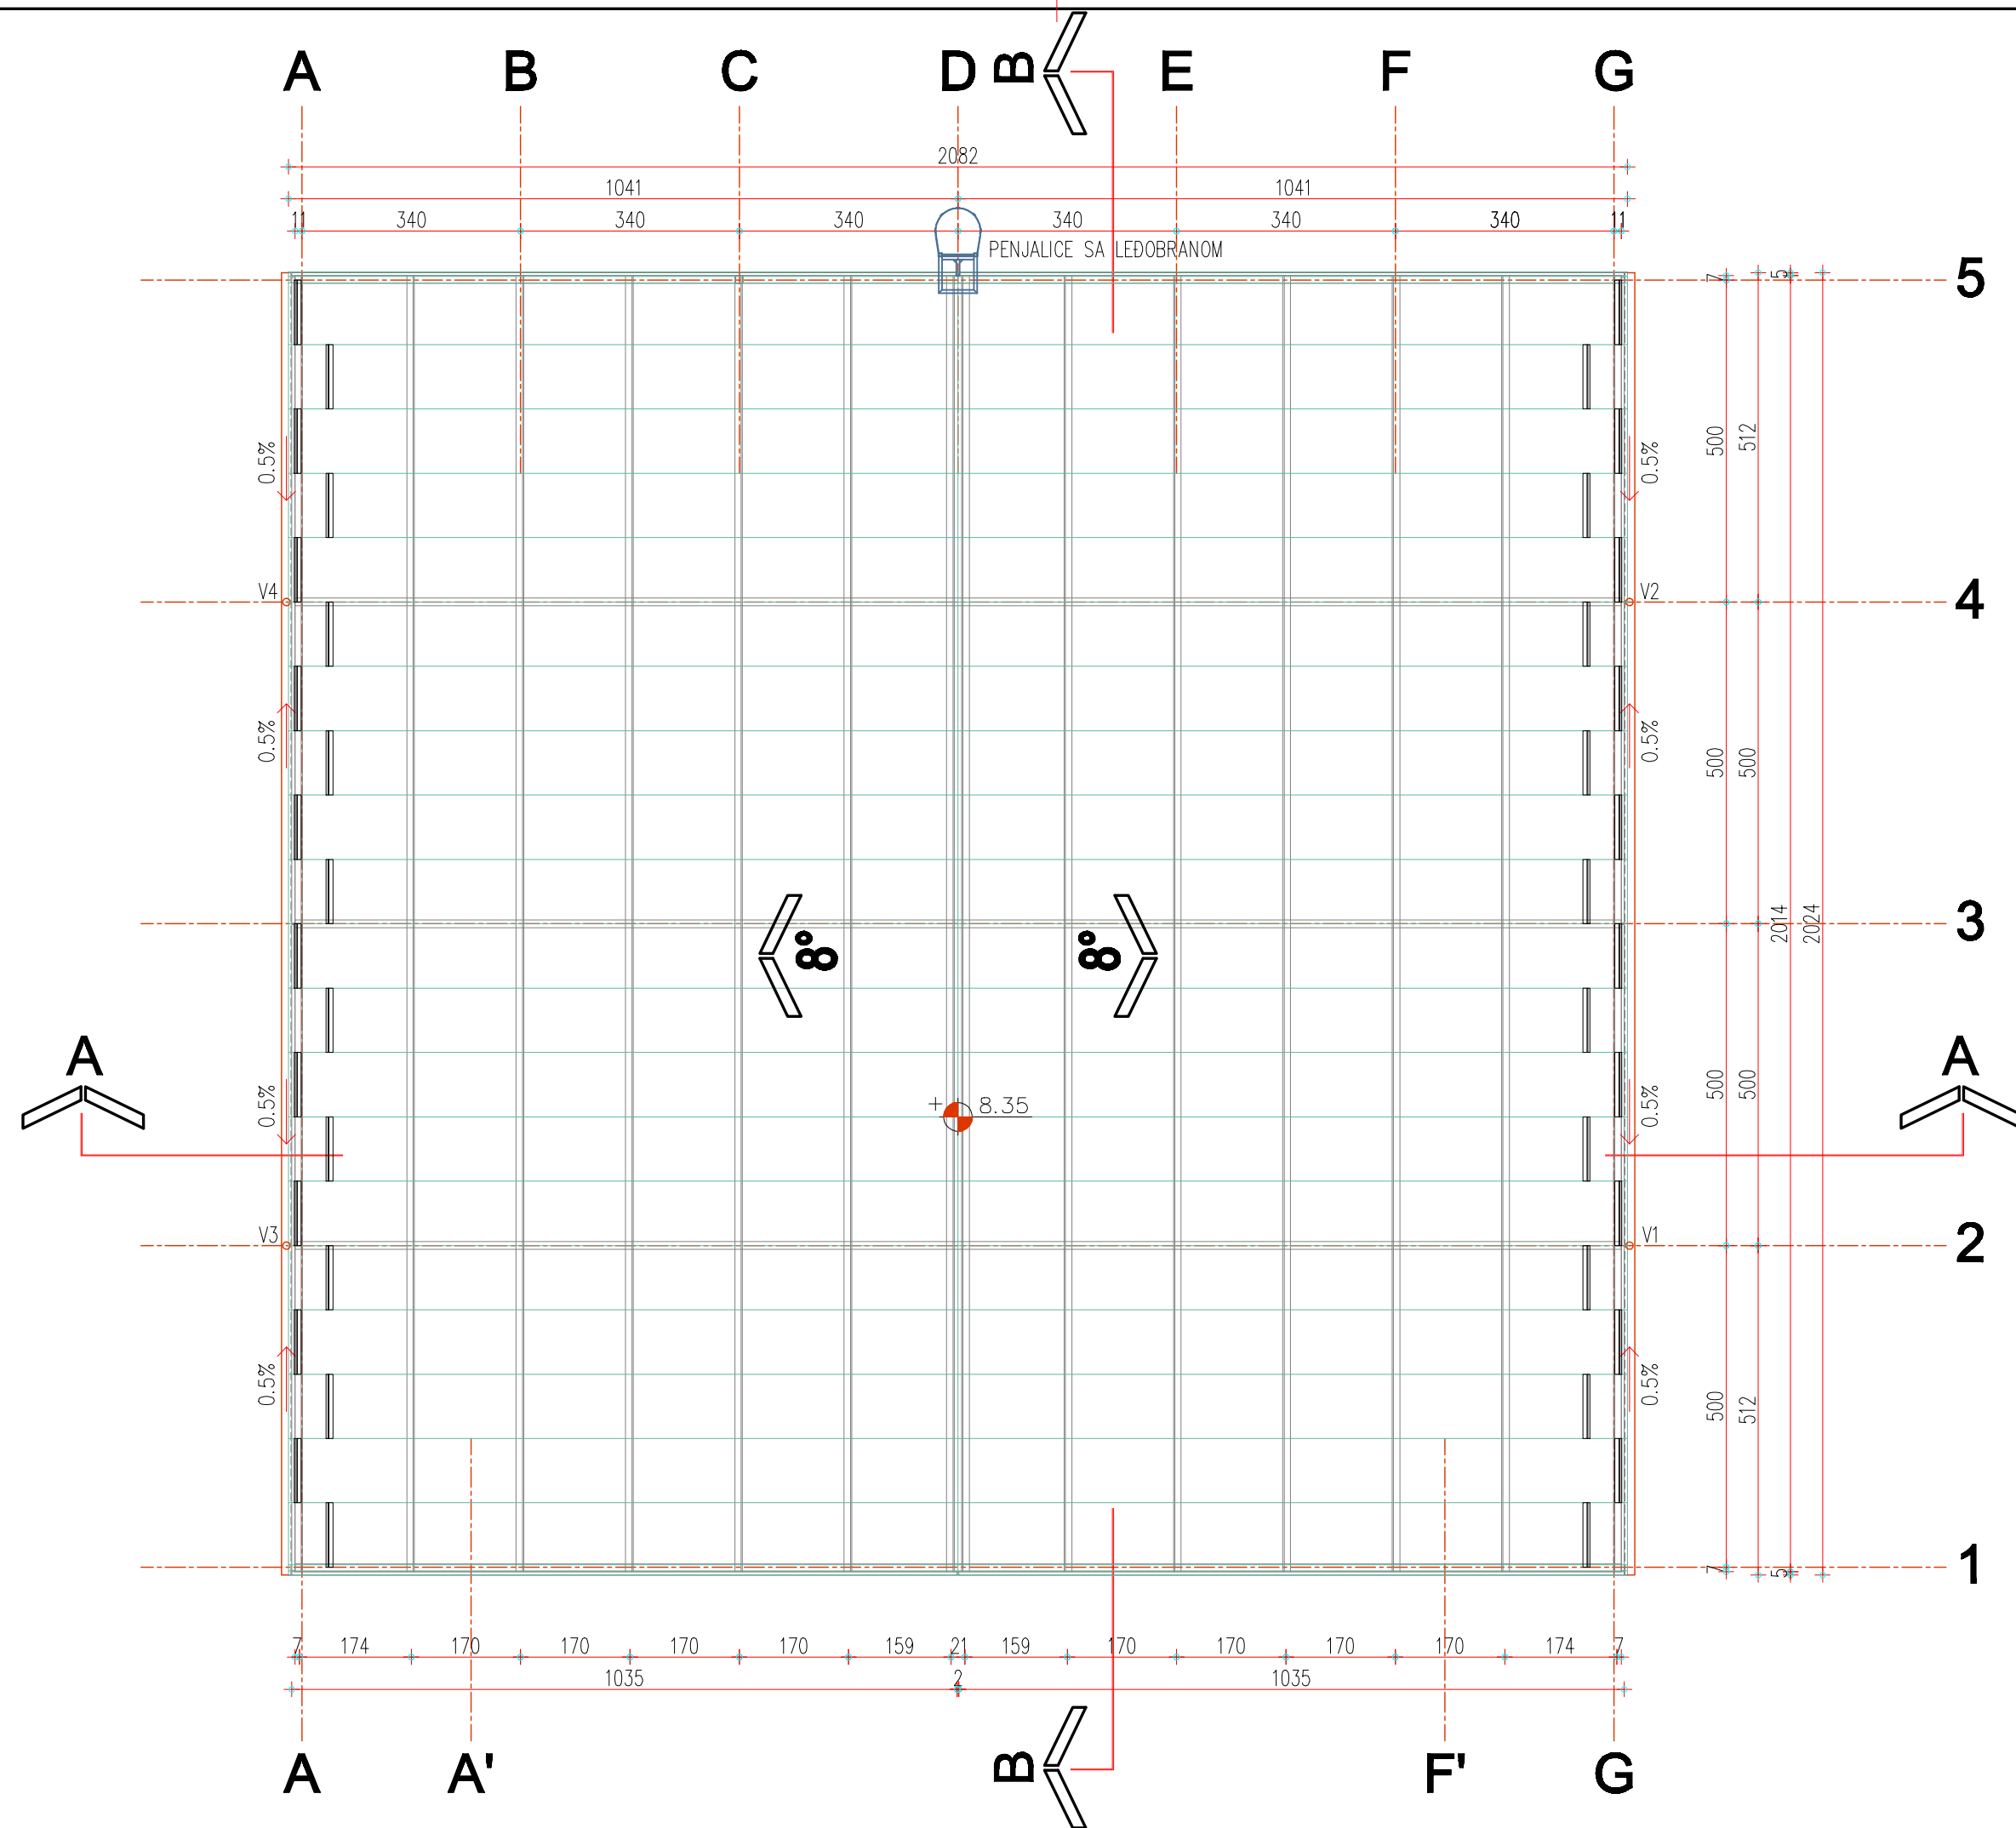 A B C D B E F G
2082
1041 1041
11 340 340 340 340 340 340 11
PENJALICE SA LEĐOBRANOM
7 5 5
0.5% 0.5% 500 512
V4 V2 4
0.5% 0.5% 500 500
8° 8° 2014 2024 3
A 0.5% 0.5% 500 500 A
+ 8.35
V3 V1 2
0.5% 0.5% 500 512
7 5 1
7 174 170 170 170 170 159 21 159 170 170 170 170 174 7
1035 2 1035
A A' B F' G